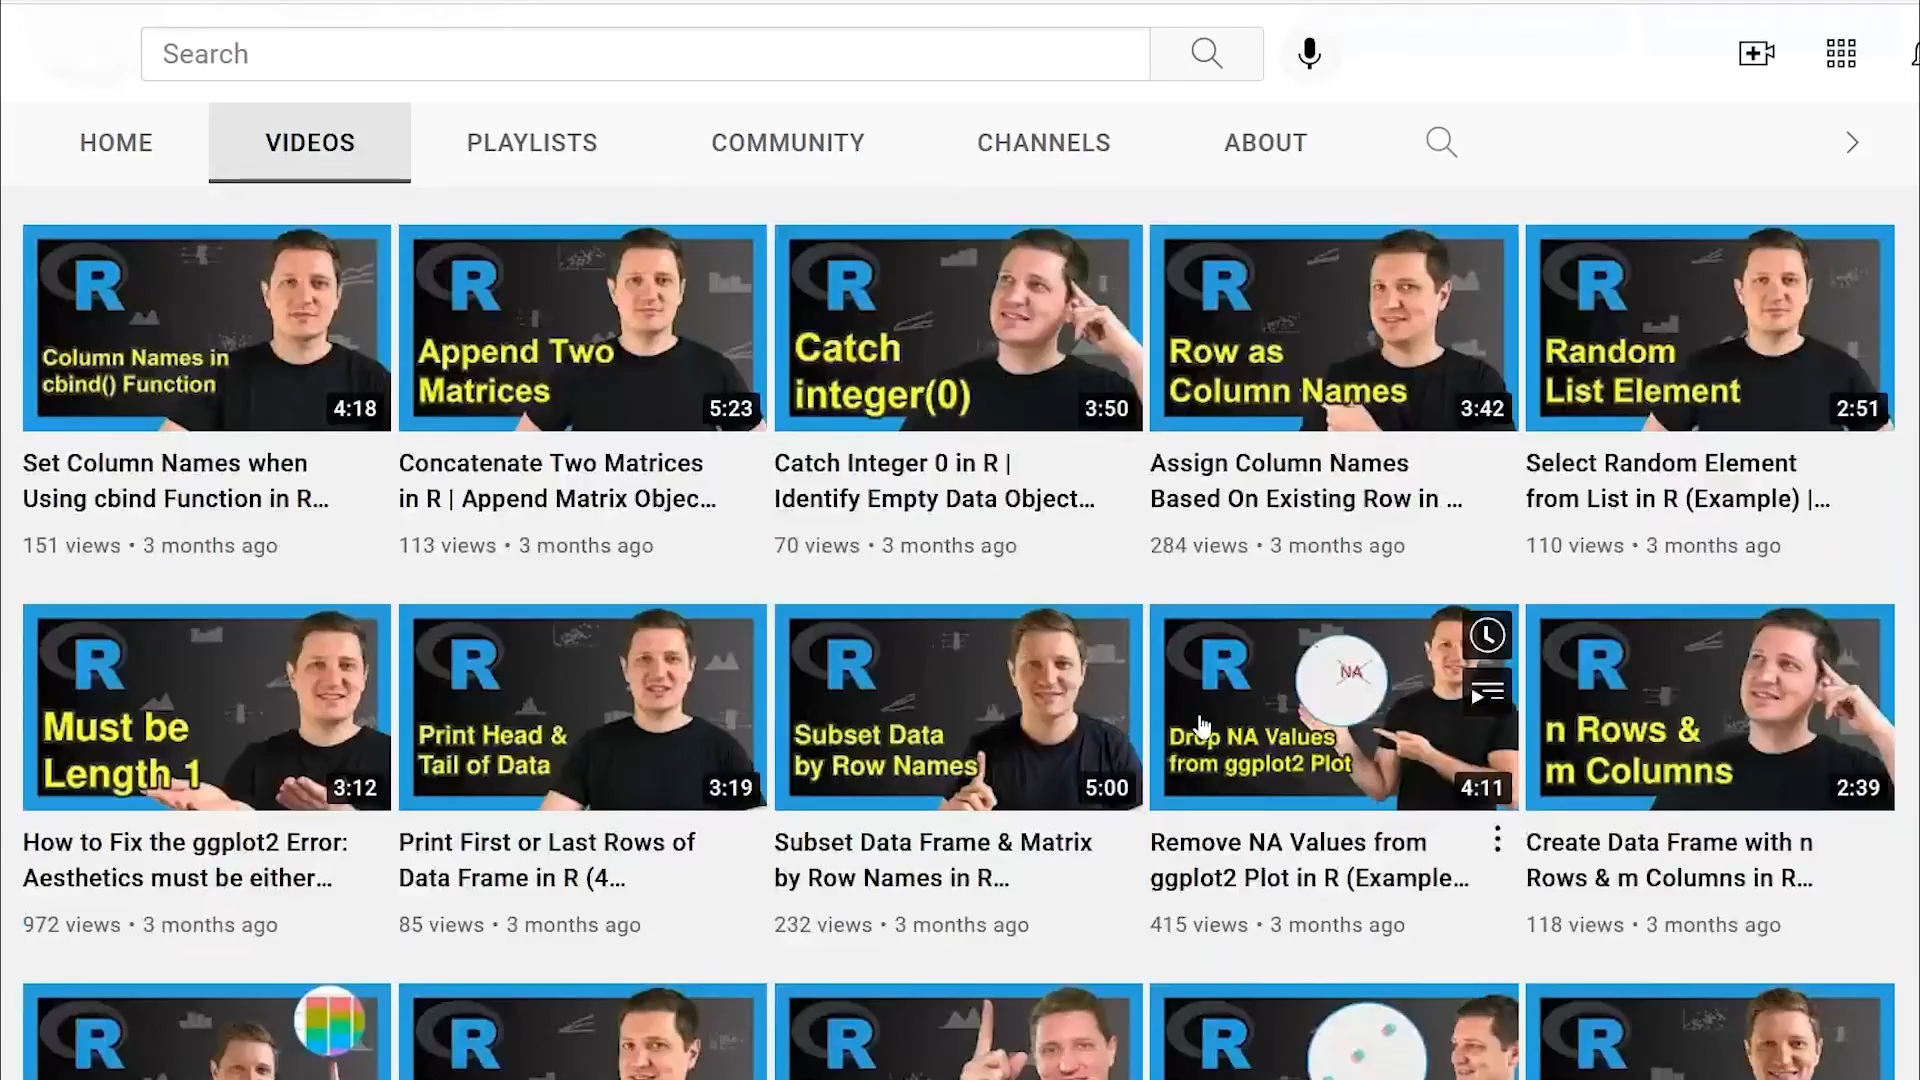 Search
HOME
VIDEOS
PLAYLISTS
COMMUNITY
CHANNELS
ABOUT
R
Column Names in
cbind() Function
4:18
R
Append Two
Matrices
5:23
R
Catch
integer(0)
3:50
R
Row as
Column Names
3:42
R
Random
List Element
2:51
Set Column Names when
Using cbind Function in R...
151 views • 3 months ago
Concatenate Two Matrices
in R | Append Matrix Objec...
113 views • 3 months ago
Catch Integer 0 in R |
Identify Empty Data Object...
70 views • 3 months ago
Assign Column Names
Based On Existing Row in ...
284 views • 3 months ago
Select Random Element
from List in R (Example) |...
110 views • 3 months ago
R
Must be
Length 1
3:12
R
Print Head &
Tail of Data
3:19
R
Subset Data
by Row Names
5:00
R
NA
Drop NA Values
from ggplot2 Plot
4:11
R
n Rows &
m Columns
2:39
How to Fix the ggplot2 Error:
Aesthetics must be either...
972 views • 3 months ago
Print First or Last Rows of
Data Frame in R (4...
85 views • 3 months ago
Subset Data Frame & Matrix
by Row Names in R...
232 views • 3 months ago
Remove NA Values from
ggplot2 Plot in R (Example...
415 views • 3 months ago
Create Data Frame with n
Rows & m Columns in R...
118 views • 3 months ago
R
R
R
R
R